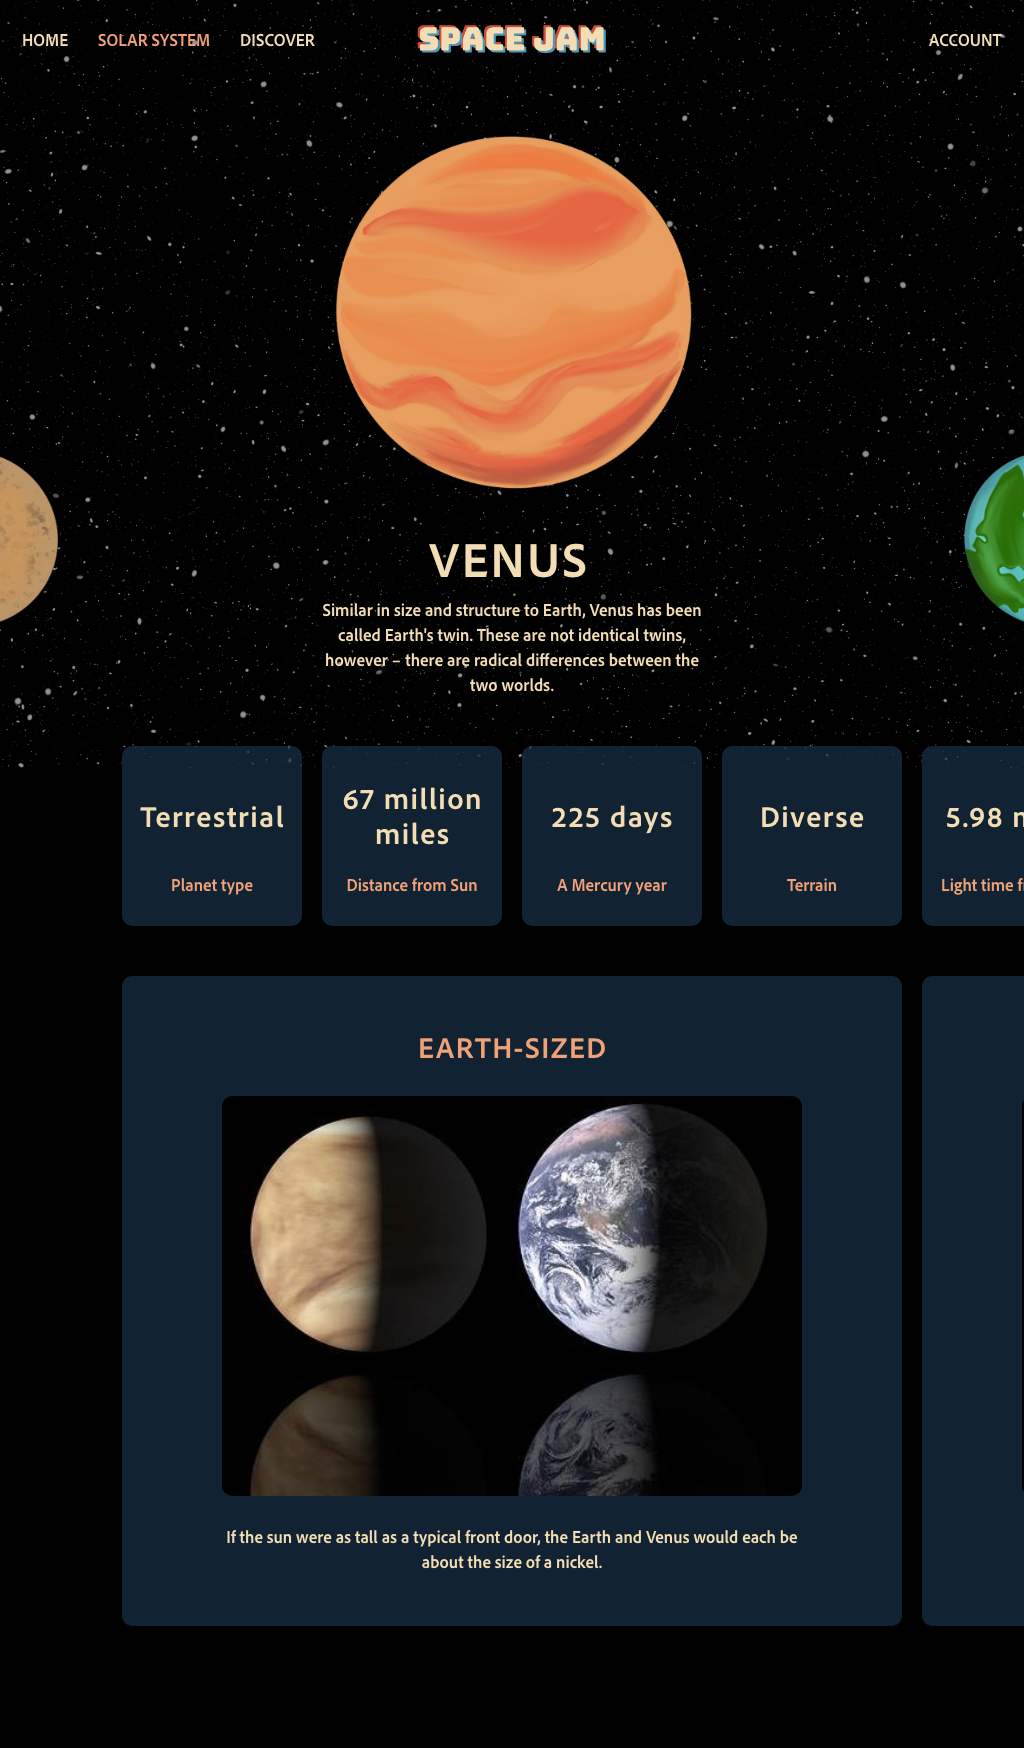 HOME SOLAR SYSTEM DISCOVER SPACE JAM ACCOUNT
VENUS
Similar in size and structure to Earth, Venus has been
called Earth's twin. These are not identical twins,
however – there are radical differences between the
two worlds.
Terrestrial
Planet type
67 million
miles
Distance from Sun
225 days
A Mercury year
Diverse
Terrain
5.98
Light time
EARTH-SIZED
If the sun were as tall as a typical front door, the Earth and Venus would each be
about the size of a nickel.